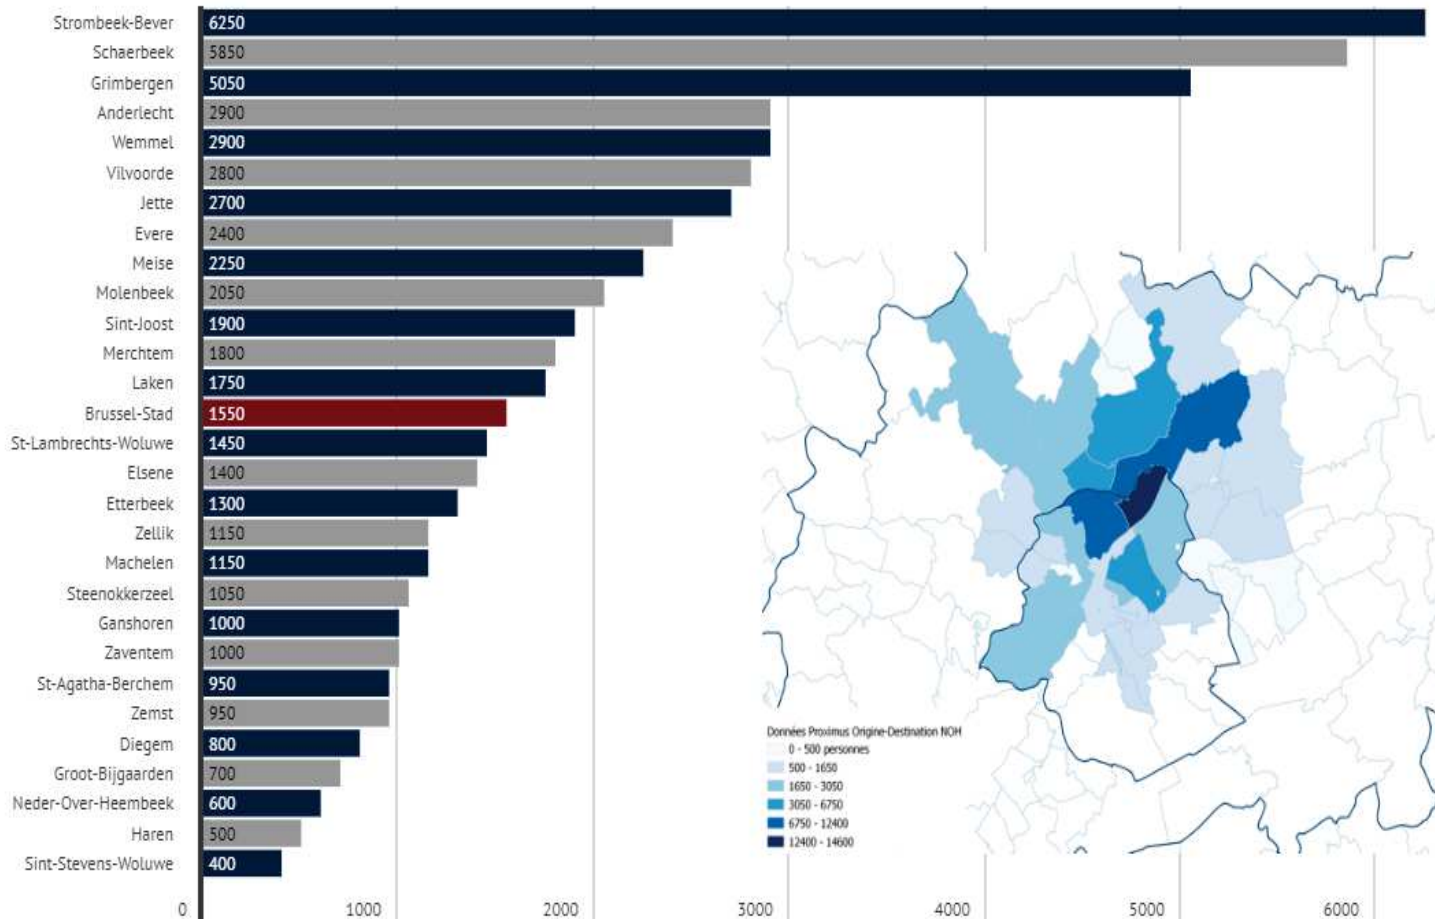 Strombeek-Bever 6250
Schaerbeek 5850
Grimbergen 5050
Anderlecht 2900
Wemmel 2900
Vilvoorde 2800
Jette 2700
Evere 2400
Meise 2250
Molenbeek 2050
Sint-Joost 1900
Merchtem 1800
Laken 1750
Brussel-Stad 1550
St-Lambrechts-Woluwe 1450
Elsene 1400
Etterbeek 1300
Zellik 1150
Machelen 1150
Steenokkerzeel 1050
Ganshoren 1000
Zaventem 1000
St-Agatha-Berchem 950
Zemst 950
Diegem 800
Groot-Bijgaarden 700
Neder-Over-Heembeek 600
Haren 500
Sint-Stevens-Woluwe 400
0 1000 2000 3000 4000 5000 6000
Données Proximus Origine-Destination NOH
0 - 500 personnes
500 - 1650
1650 - 3050
3050 - 6750
6750 - 12400
12400 - 14600